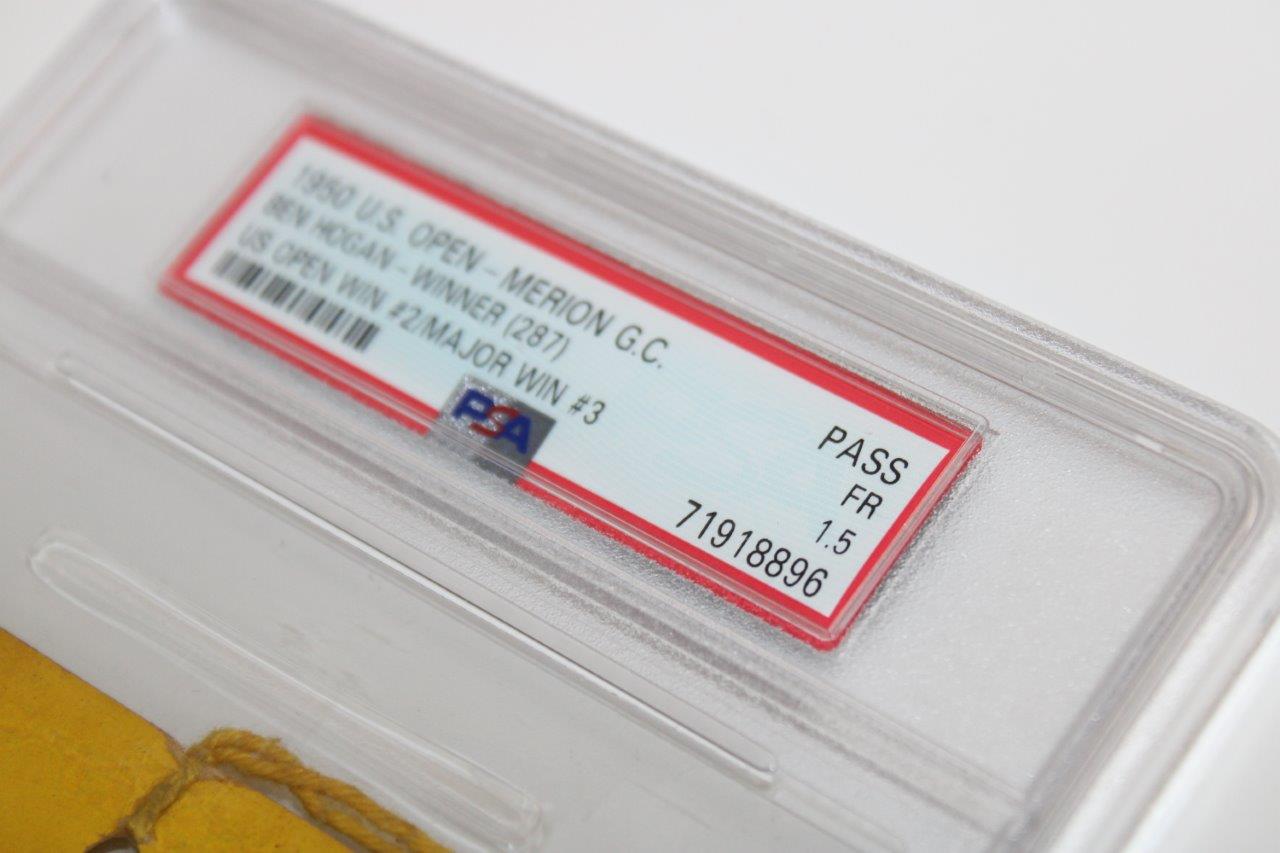 1950 U.S. OPEN - MERION G.C.
BEN HOGAN - WINNER (287)
US OPEN WIN #2/MAJOR WIN #3
PASS
FR
1.5
71918896
PSA